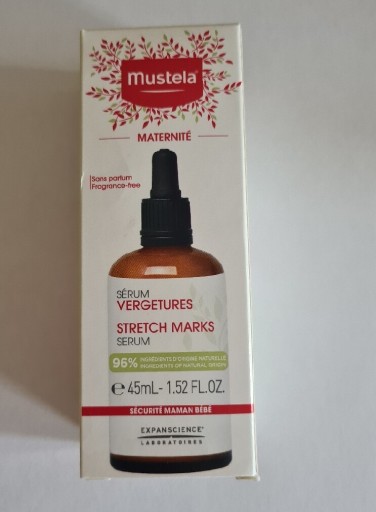 mustela
MATERNITÉ
Sans parfum
Fragrance-free
SÉRUM
VERGETURES
STRETCH MARKS
SERUM
96% INGRÉDIENTS D'ORIGINE NATURELLE
INGREDIENTS OF NATURAL ORIGIN
℮ 45mL - 1.52 FL.OZ.
SÉCURITÉ MAMAN BÉBÉ
EXPANSCIENCE®
LABORATOIRES